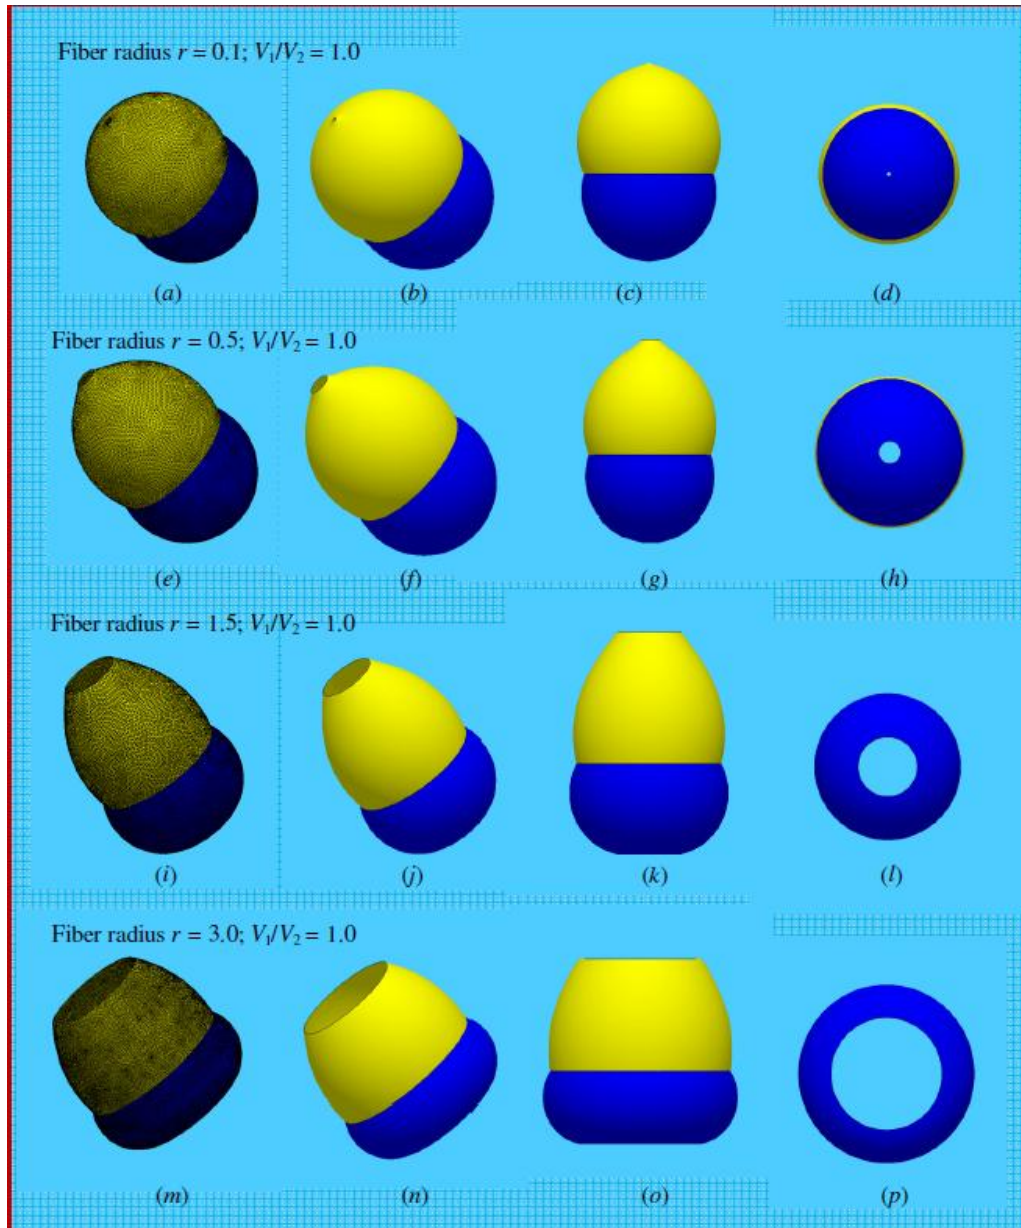 Fiber radius r = 0.1; V₁/V₂ = 1.0
(a) (b) (c) (d)
Fiber radius r = 0.5; V₁/V₂ = 1.0
(e) (f) (g) (h)
Fiber radius r = 1.5; V₁/V₂ = 1.0
(i) (j) (k) (l)
Fiber radius r = 3.0; V₁/V₂ = 1.0
(m) (n) (o) (p)